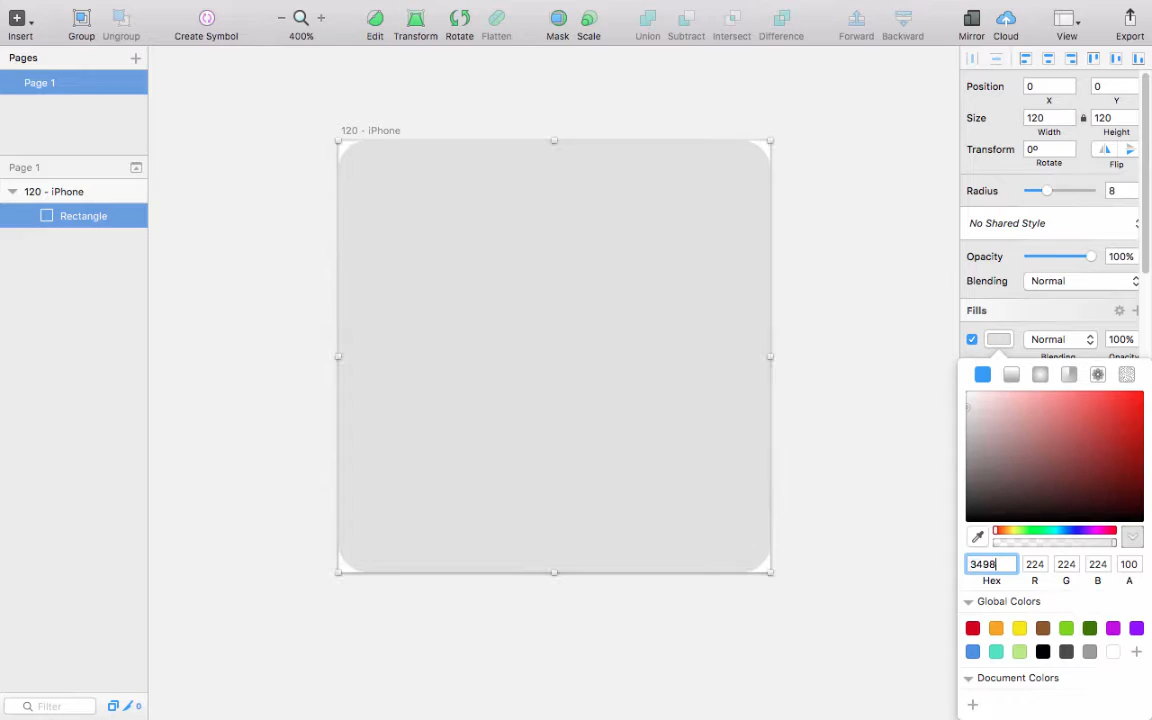 Insert Group Ungroup Create Symbol 400% Edit Transform Rotate Flatten Mask Scale Union Subtract Intersect Difference Forward Backward Mirror Cloud View Export
Pages
Page 1
Page 1
120 - iPhone
Rectangle
Filter 0
120 - iPhone
Position 0 0
X Y
Size 120 120
Width Height
Transform 0º
Rotate Flip
Radius 8
No Shared Style
Opacity 100%
Blending Normal
Fills
Normal 100%
Blending Opacity
3498 224 224 224 100
Hex R G B A
Global Colors
Document Colors